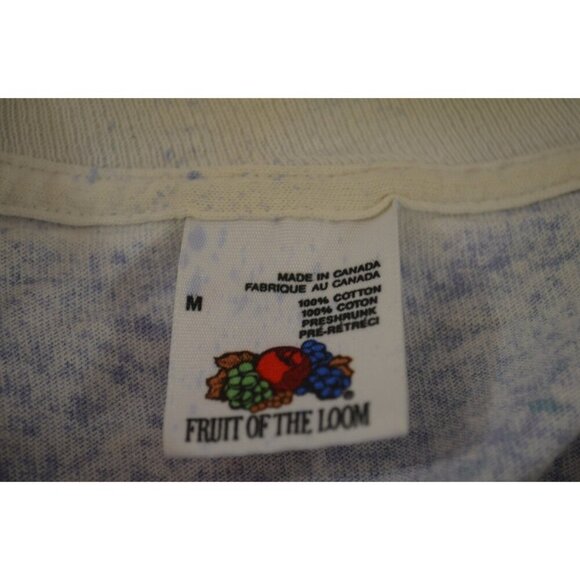 MADE IN CANADA
FABRIQUE AU CANADA
M
100% COTTON
100% COTON
PRESHRUNK
PRÉ-RÉTRÉCI
®
FRUIT OF THE LOOM